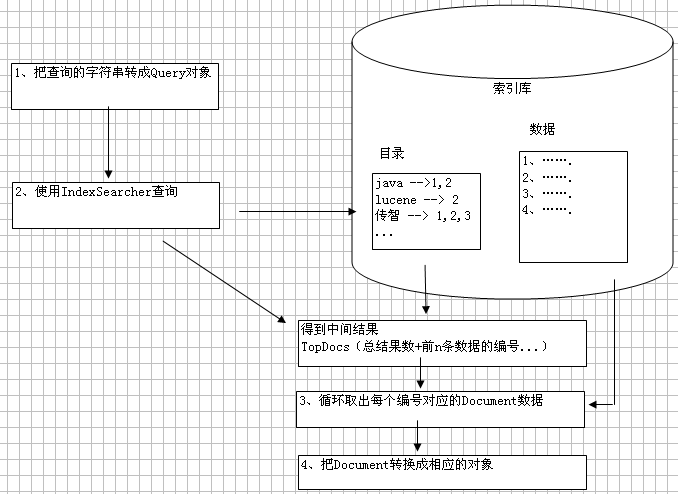 1、把查询的字符串转成Query对象
2、使用IndexSearcher查询
索引库
目录
java -->1,2
lucene --> 2
传智 --> 1,2,3
...
数据
1、…….
2、…….
3、…….
4、…….
得到中间结果
TopDocs（总结果数+前n条数据的编号...）
3、循环取出每个编号对应的Document数据
4、把Document转换成相应的对象